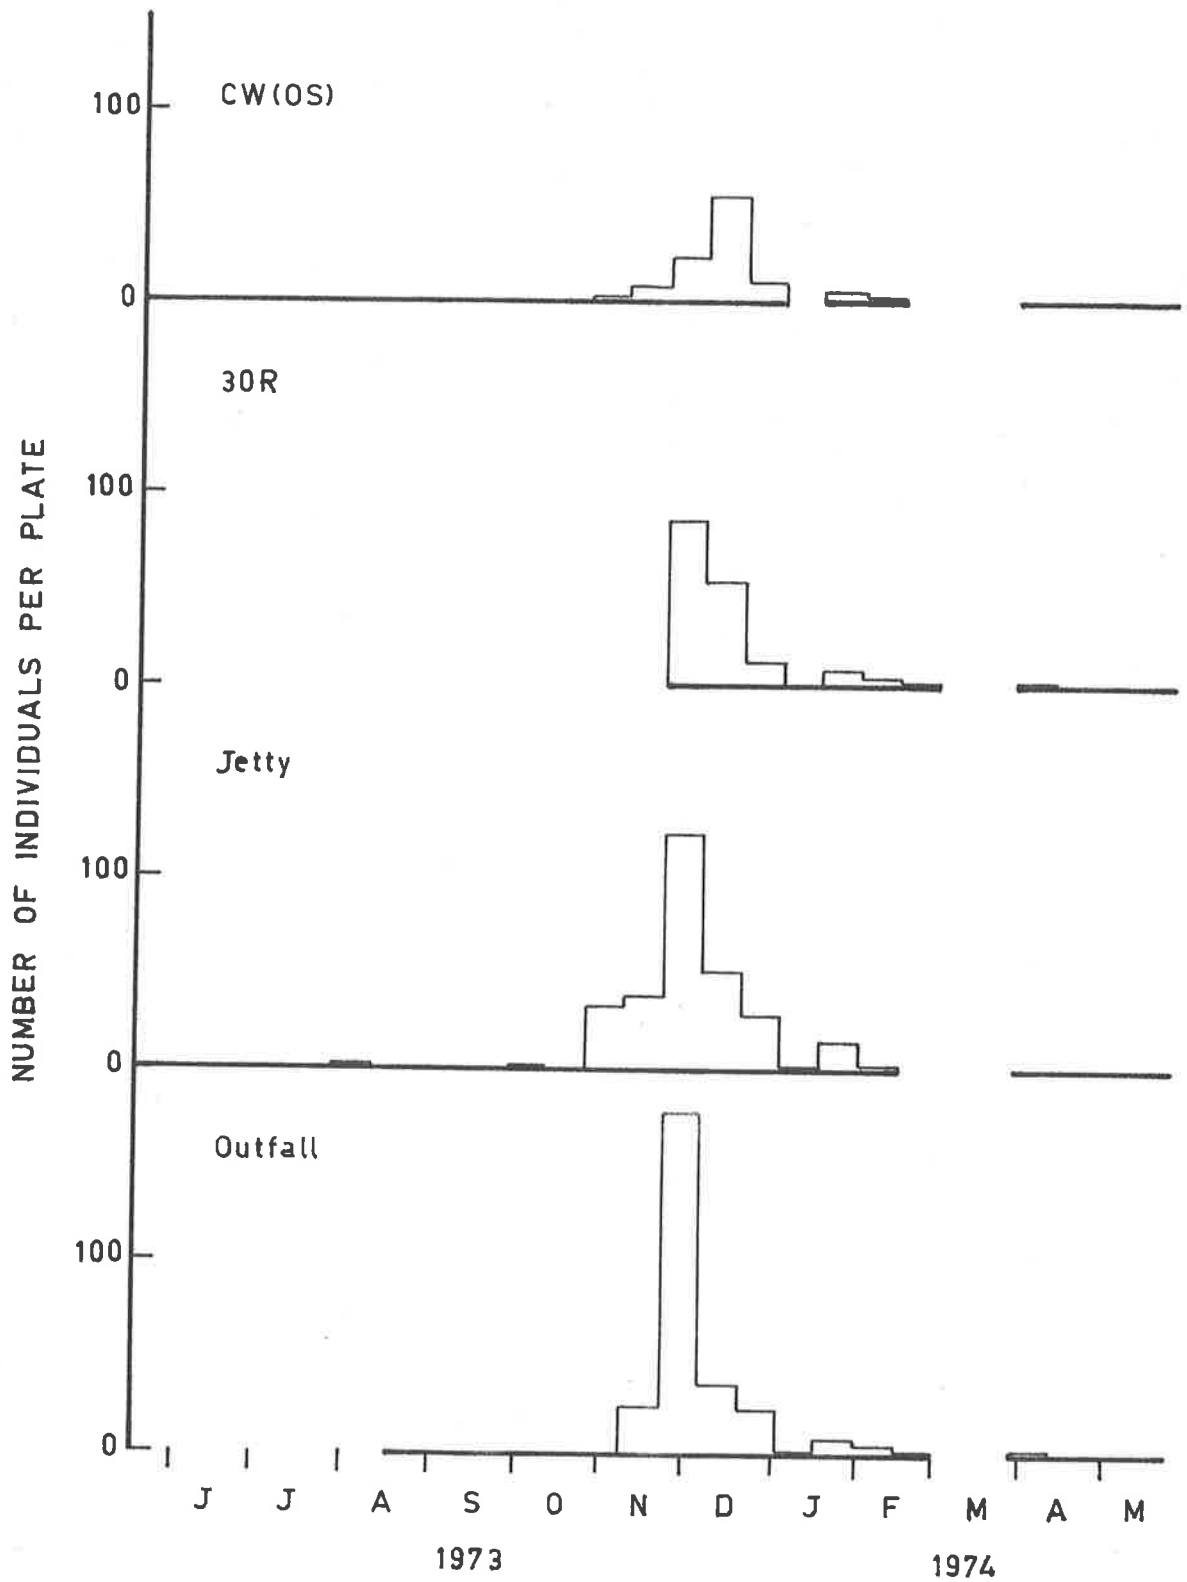 NUMBER OF INDIVIDUALS PER PLATE
CW(OS)
100
0
30R
100
0
Jetty
100
0
Outfall
100
0
J J A S O N D J F M A M
1973 1974